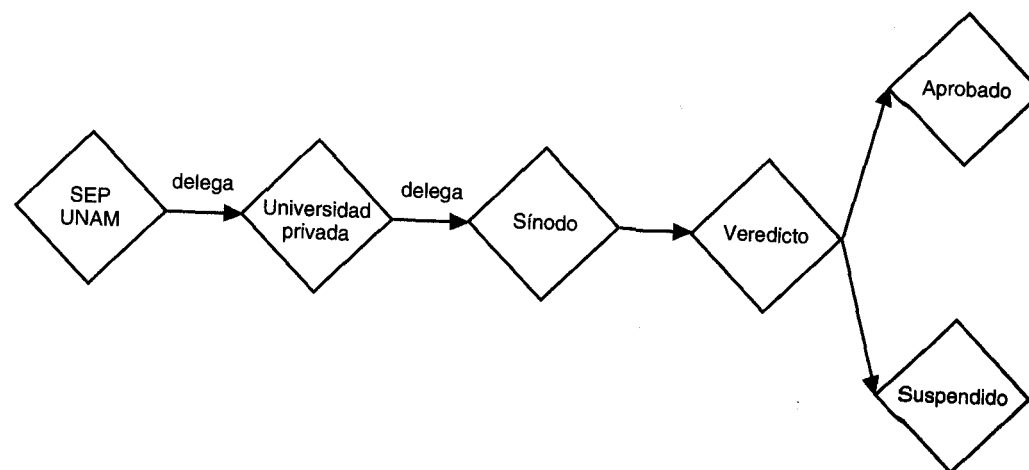 SEP
UNAM
delega
Universidad
privada
delega
Sínodo
Veredicto
Aprobado
Suspendido